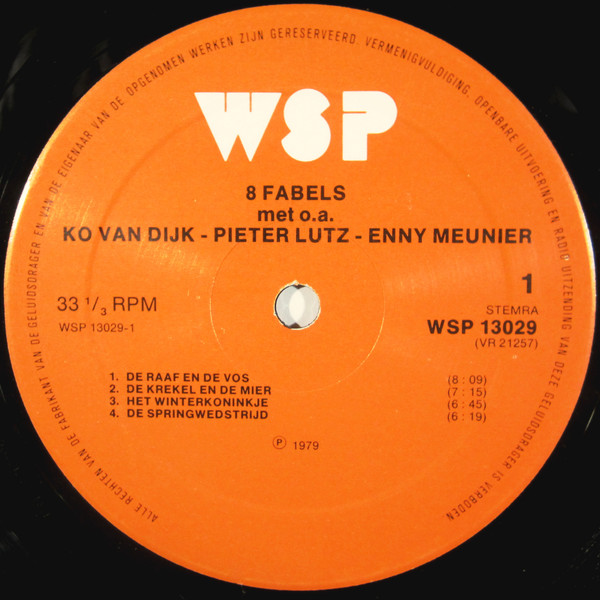 ALLE RECHTEN VAN DE FABRIKANT VAN DE GELUIDSDRAGER EN VAN DE EIGENAAR VAN DE OPGENOMEN WERKEN ZIJN GERESERVEERD. VERMENIGVULDIGING, OPENBARE UITVOERING EN RADIO UITZENDING VAN DEZE GELUIDSDRAGER IS VERBODEN
WSP
8 FABELS
met o.a.
KO VAN DIJK - PIETER LUTZ - ENNY MEUNIER
1
33 1/3 RPM
STEMRA
WSP 13029-1
WSP 13029
(VR 21257)
1. DE RAAF EN DE VOS (8 : 09)
2. DE KREKEL EN DE MIER (7 : 15)
3. HET WINTERKONINKJE (6 : 45)
4. DE SPRINGWEDSTRIJD (6 : 19)
Ⓟ 1979